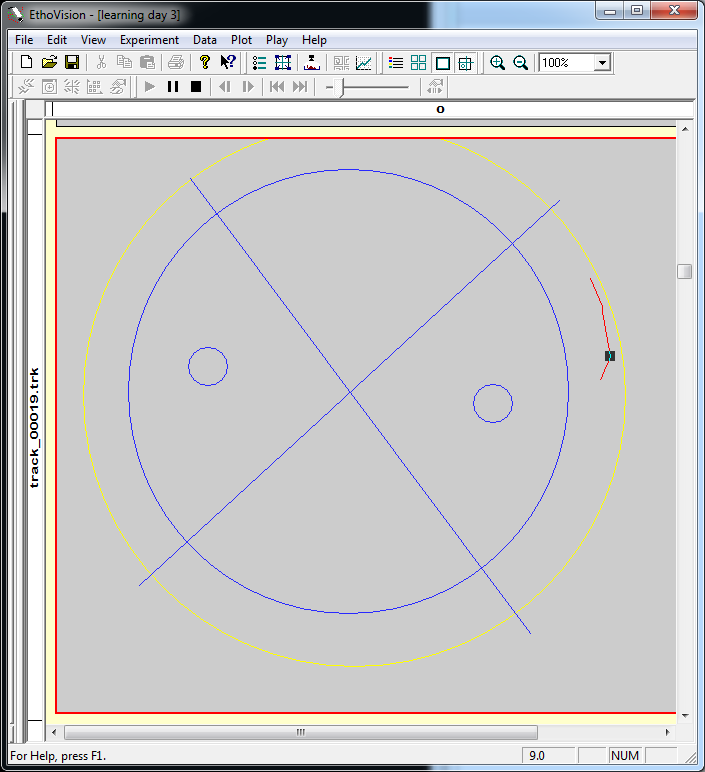 EthoVision - [learning day 3]
File Edit View Experiment Data Plot Play Help
100%
o
track_00019.trk
For Help, press F1.
9.0
NUM